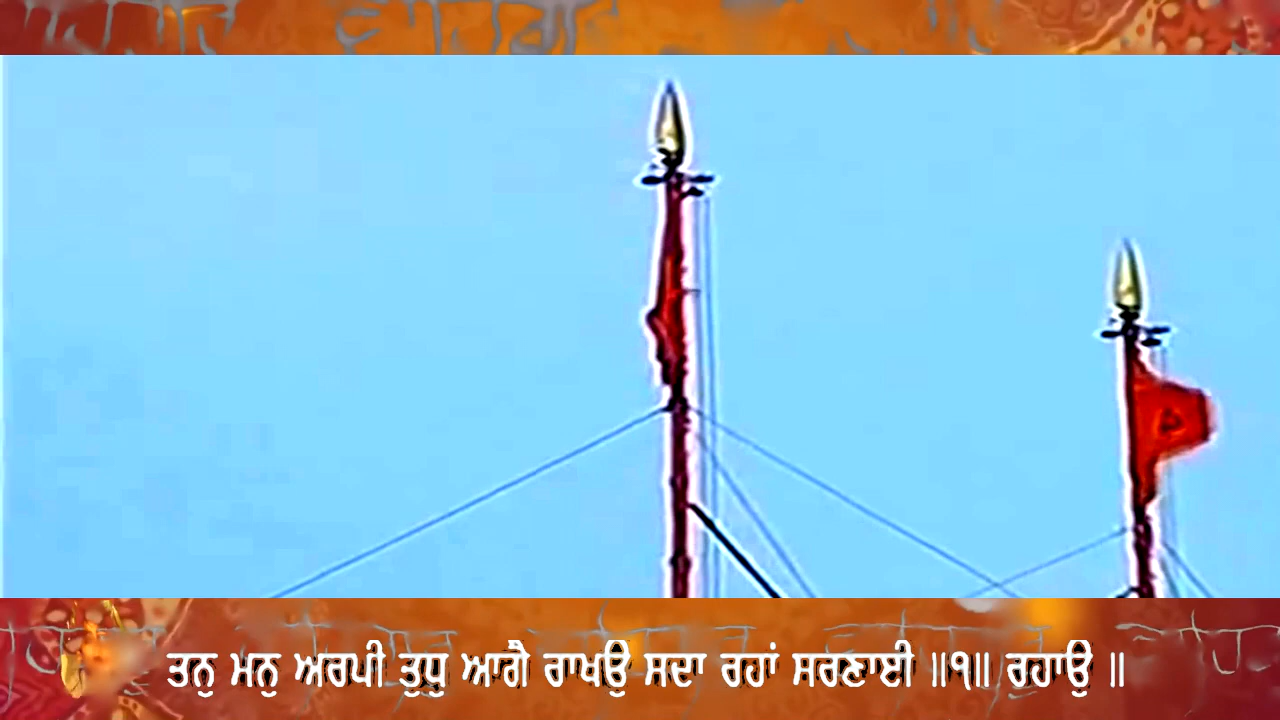 ਤਨੁ ਮਨੁ ਅਰਪੀ ਤੁਧੁ ਆਗੈ ਰਾਖਉ ਸਦਾ ਰਹਾਂ ਸਰਣਾਈ ॥੧॥ ਰਹਾਉ ॥